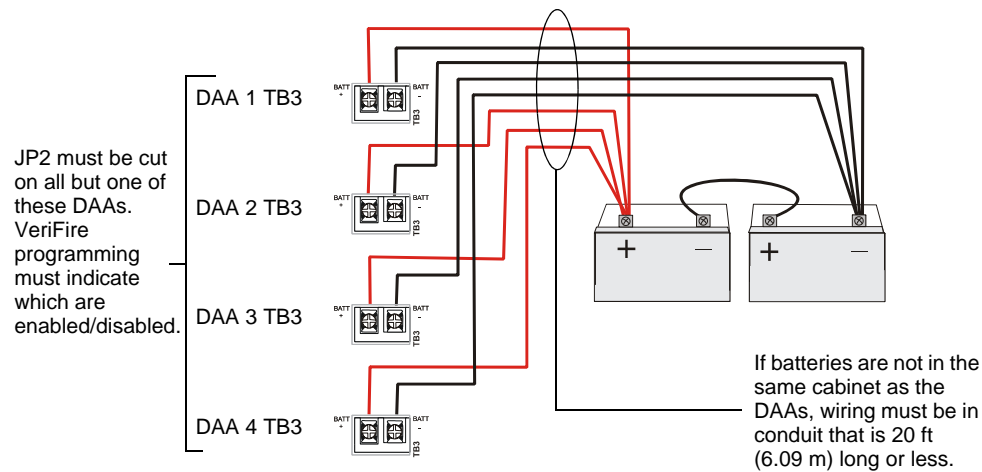 DAA 1 TB3
BATT
+
BATT
-
TB3
JP2 must be cut
on all but one of
these DAAs.
VeriFire
programming
must indicate
which are
enabled/disabled.
DAA 2 TB3
BATT
+
BATT
-
TB3
DAA 3 TB3
BATT
+
BATT
-
TB3
DAA 4 TB3
BATT
+
BATT
-
TB3
+ −
+ −
If batteries are not in the
same cabinet as the
DAAs, wiring must be in
conduit that is 20 ft
(6.09 m) long or less.